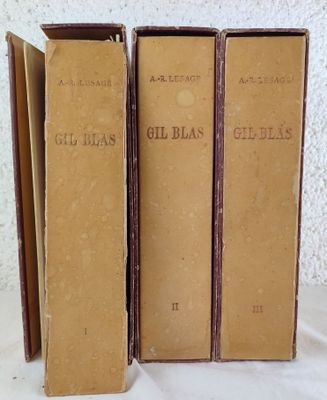 A.-R. LESAGE
GIL BLAS
I
A.-R. LESAGE
GIL BLAS
II
A.-R. LESAGE
GIL BLAS
III